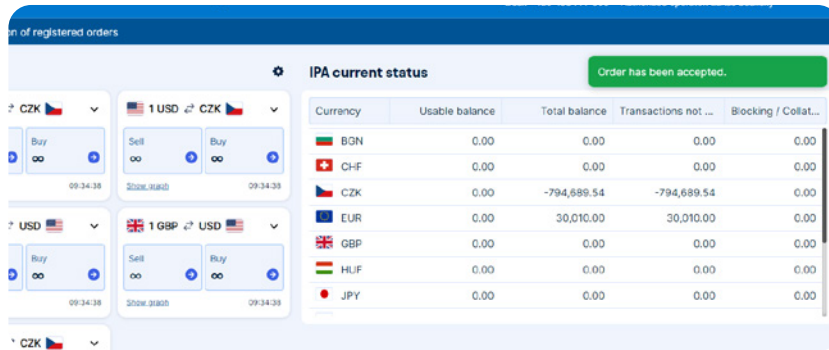 on of registered orders
IPA current status
Order has been accepted.
CZK
1 USD ⇄ CZK
Buy
∞
Sell
∞
Buy
∞
09:34:38
Show graph
09:34:38
USD
1 GBP ⇄ USD
Buy
∞
Sell
∞
Buy
∞
09:34:38
Show graph
09:34:38
CZK
Currency Usable balance Total balance Transactions not ... Blocking / Collat...
BGN 0.00 0.00 0.00 0.00
CHF 0.00 0.00 0.00 0.00
CZK 0.00 -794,689.54 -794,689.54 0.00
EUR 0.00 30,010.00 30,010.00 0.00
GBP 0.00 0.00 0.00 0.00
HUF 0.00 0.00 0.00 0.00
JPY 0.00 0.00 0.00 0.00